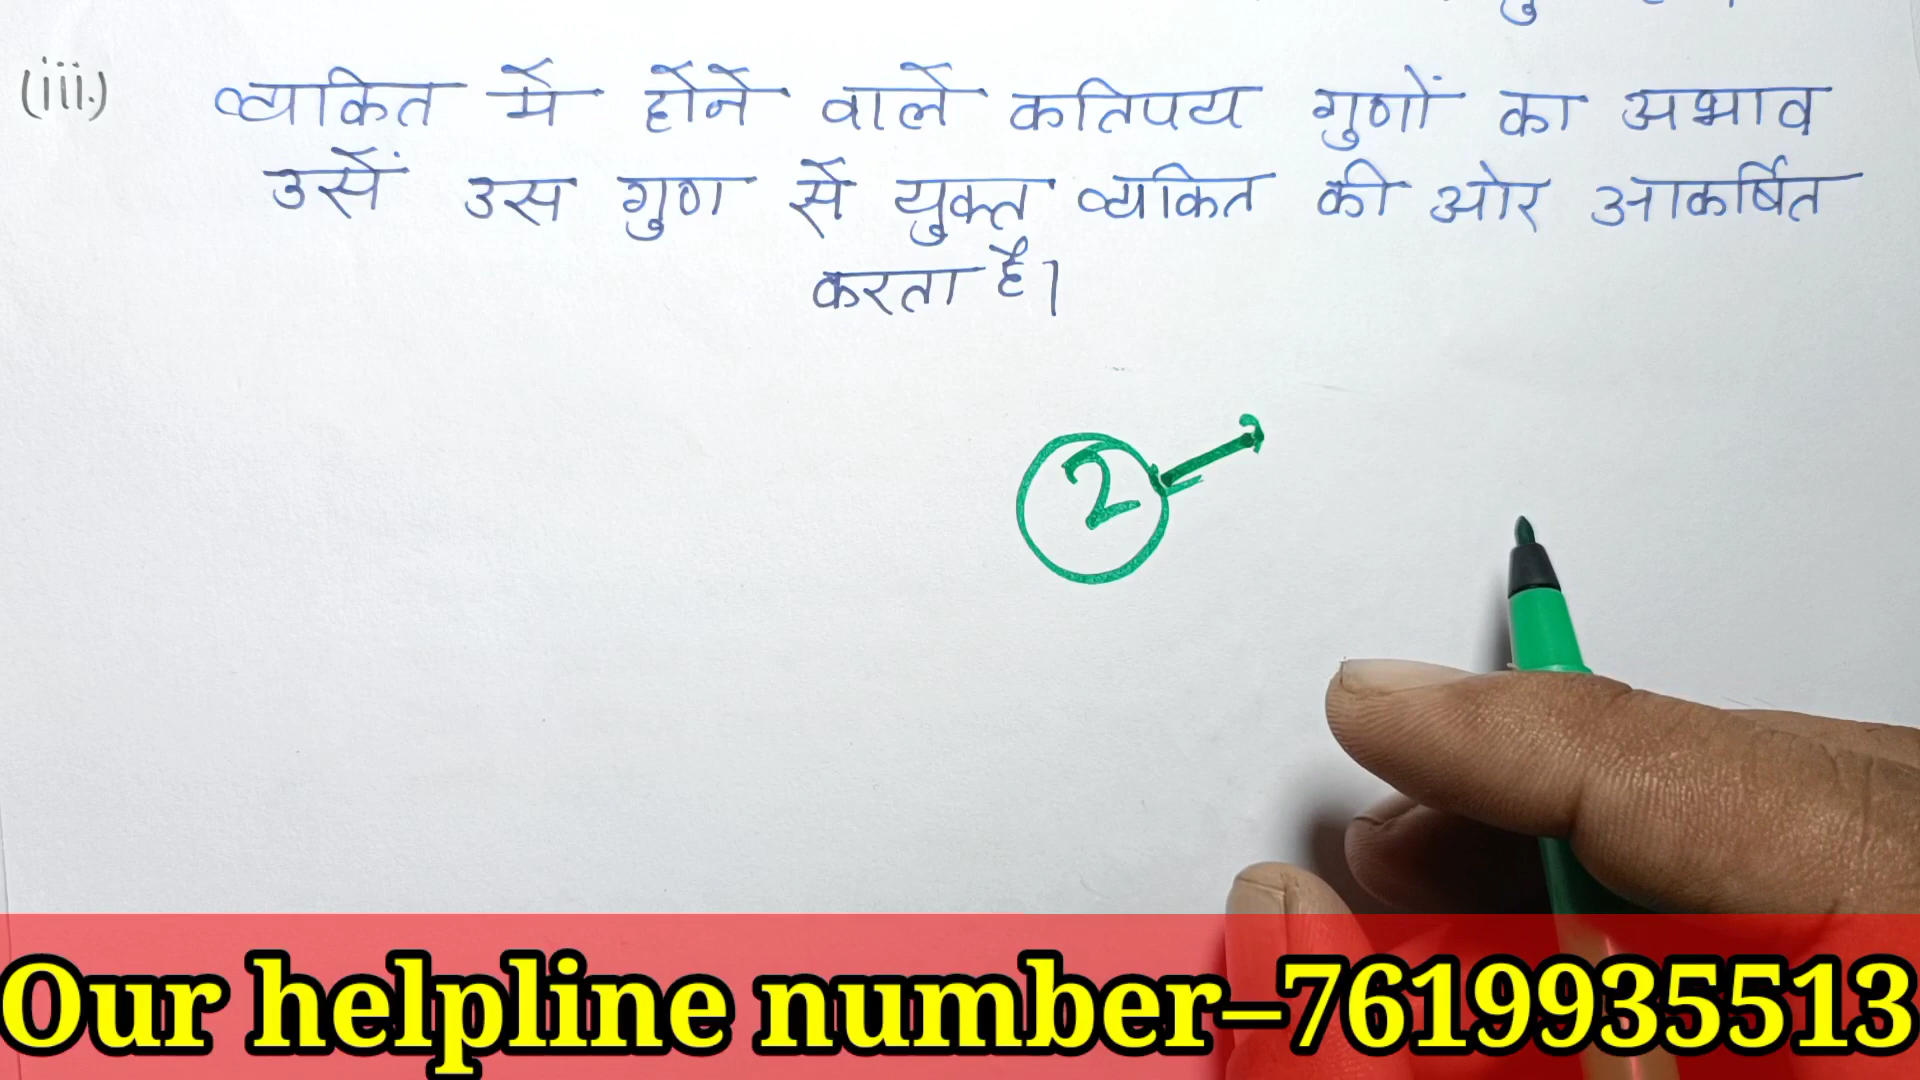 (iii.) व्यकित में होंने वालें कतिपय गुणों का अभाव
उसें उस गुण सें युक्त व्यकित की ओर आकर्षित
करता है।
2
Our helpline number–7619935513